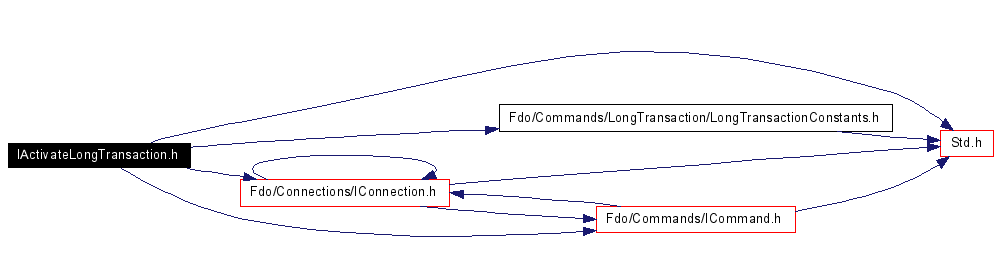 Fdo/Commands/LongTransaction/LongTransactionConstants.h
Std.h
IActivateLongTransaction.h
Fdo/Connections/IConnection.h
Fdo/Commands/ICommand.h